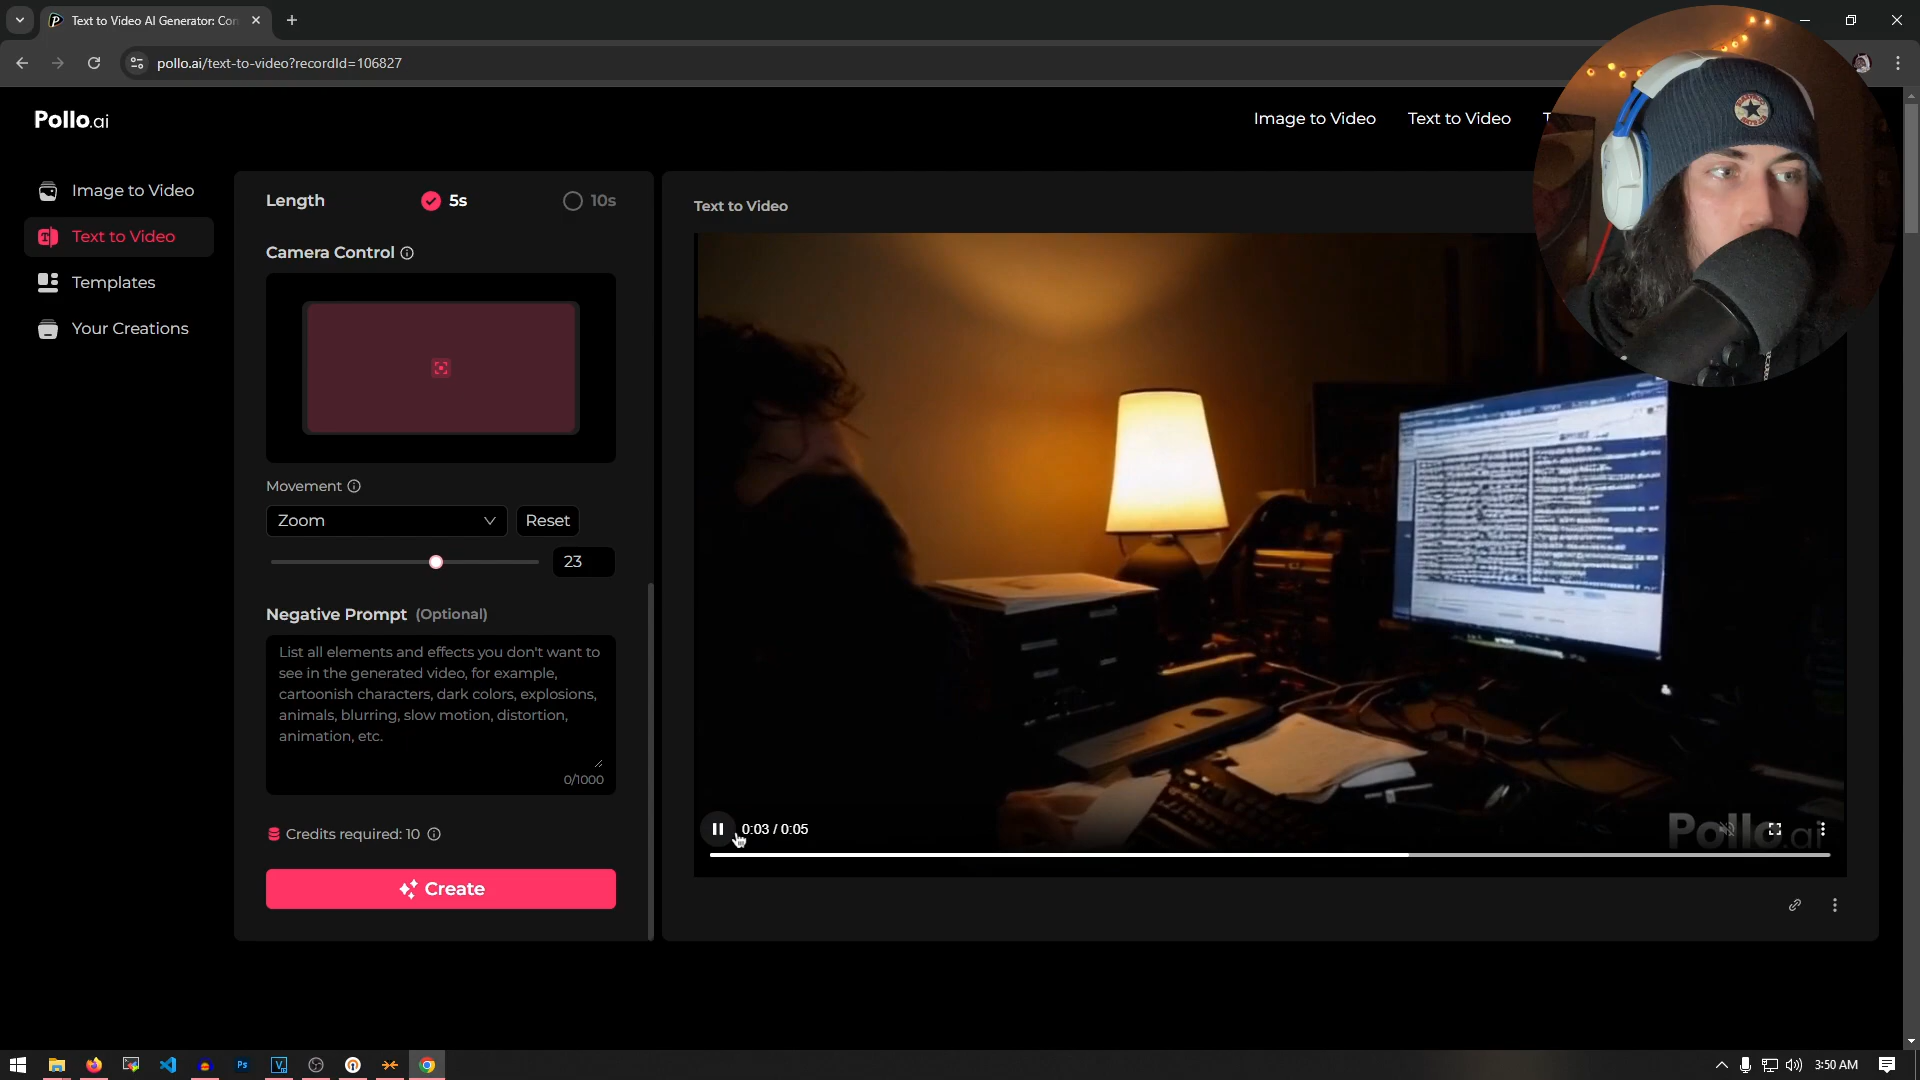 Text to Video AI Generator: Con
pollo.ai/text-to-video?recordId=106827
Pollo.ai
Image to Video
Text to Video
Image to Video
Text to Video
Templates
Your Creations
Length
5s
10s
Camera Control
Movement
Zoom
Reset
23
Negative Prompt (Optional)
List all elements and effects you don't want to
see in the generated video, for example,
cartoonish characters, dark colors, explosions,
animals, blurring, slow motion, distortion,
animation, etc.
0/1000
Credits required: 10
Create
Text to Video
0:03 / 0:05
Pollo.ai
3:50 AM